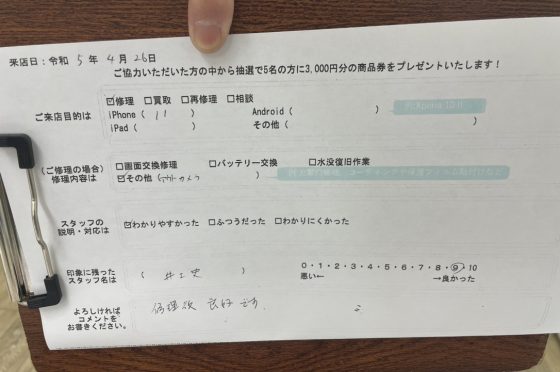 来店日：令和 5 年 4 月 26日
ご協力いただいた方の中から抽選で5名の方に3,000円分の商品券をプレゼントいたします！
ご来店目的は ☑修理 □買取 □再修理 □相談
iPhone ( 11 ) Android ( )
iPad ( ) その他 (
(ご修理の場合) 修理内容は □画面交換修理 □バッテリー交換 □水没復旧作業
☑その他 ( カメラ )
スタッフの説明・対応は ☑わかりやすかった □ふつうだった □わかりにくかった
印象に残ったスタッフ名は ( 井上 ) 0・1・2・3・4・5・6・7・8・9・10
悪い← →良かった
よろしければコメントをお書きください。 修理 良好です